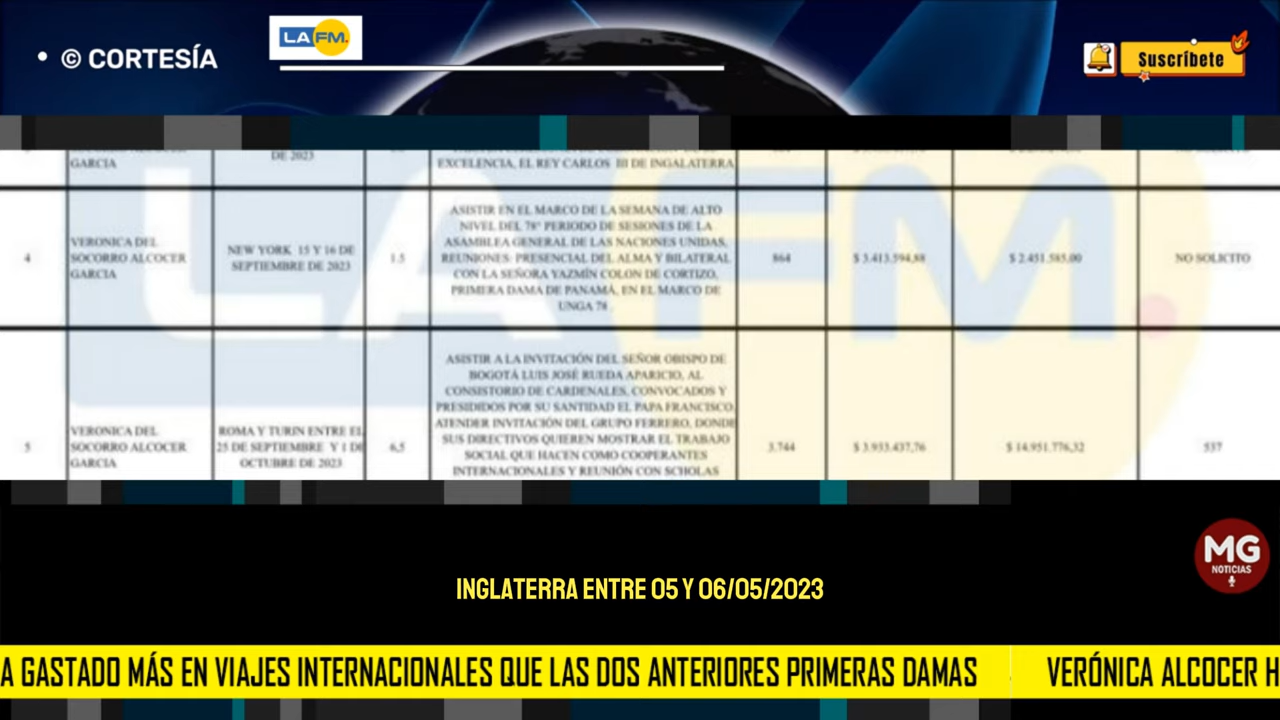 • © CORTESÍA
LA FM.
Suscríbete
GARCIA
DE 2023
EXCELENCIA, EL REY CARLOS III DE INGALATERRA
NO SOLICITO
4
VERONICA DEL
SOCORRO ALCOCER
GARCIA
NEW YORK 15 Y 16 DE
SEPTIEMBRE DE 2023
1.5
ASISTIR EN EL MARCO DE LA SEMANA DE ALTO
NIVEL DEL 78° PERIODO DE SESIONES DE LA
ASAMBLEA GENERAL DE LAS NACIONES UNIDAS,
REUNIONES: PRESENCIAL DEL ALMA Y BILATERAL
CON LA SEÑORA YAZMÍN COLON DE CORTIZO,
PRIMERA DAMA DE PANAMÁ, EN EL MARCO DE
UNGA 78
864
$ 3.413.594,88
$ 2.451.585,00
NO SOLICITO
5
VERONICA DEL
SOCORRO ALCOCER
GARCIA
ROMA Y TURIN ENTRE EL
25 DE SEPTIEMBRE Y 1 DE
OCTUBRE DE 2023
6,5
ASISTIR A LA INVITACIÓN DEL SEÑOR OBISPO DE
BOGOTÁ LUIS JOSÉ RUEDA APARICIO, AL
CONSISTORIO DE CARDENALES, CONVOCADOS Y
PRESIDIDOS POR SU SANTIDAD EL PAPA FRANCISCO,
ATENDER INVITACIÓN DEL GRUPO FERRERO, DONDE
SUS DIRECTIVOS QUIEREN MOSTRAR EL TRABAJO
SOCIAL QUE HACEN COMO COOPERANTES
INTERNACIONALES Y REUNIÓN CON SCHOLAS
3.744
$ 3.933.437,76
$ 14.951.776,32
537
LA FM.
MG
NOTICIAS
INGLATERRA ENTRE 05 Y 06/05/2023
A GASTADO MÁS EN VIAJES INTERNACIONALES QUE LAS DOS ANTERIORES PRIMERAS DAMAS
VERÓNICA ALCOCER H